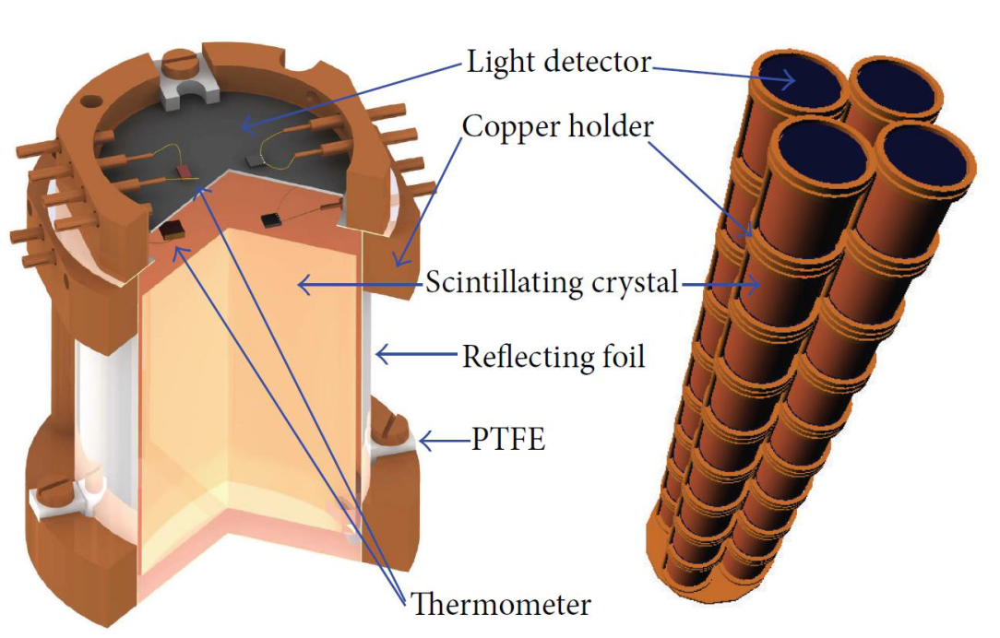 Light detector
Copper holder
Scintillating crystal
Reflecting foil
PTFE
Thermometer